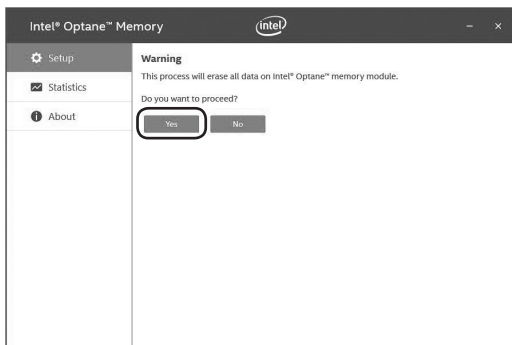 Intel® Optane™ Memory
intel
Setup
Statistics
About
Warning
This process will erase all data on Intel® Optane™ memory module.
Do you want to proceed?
Yes No